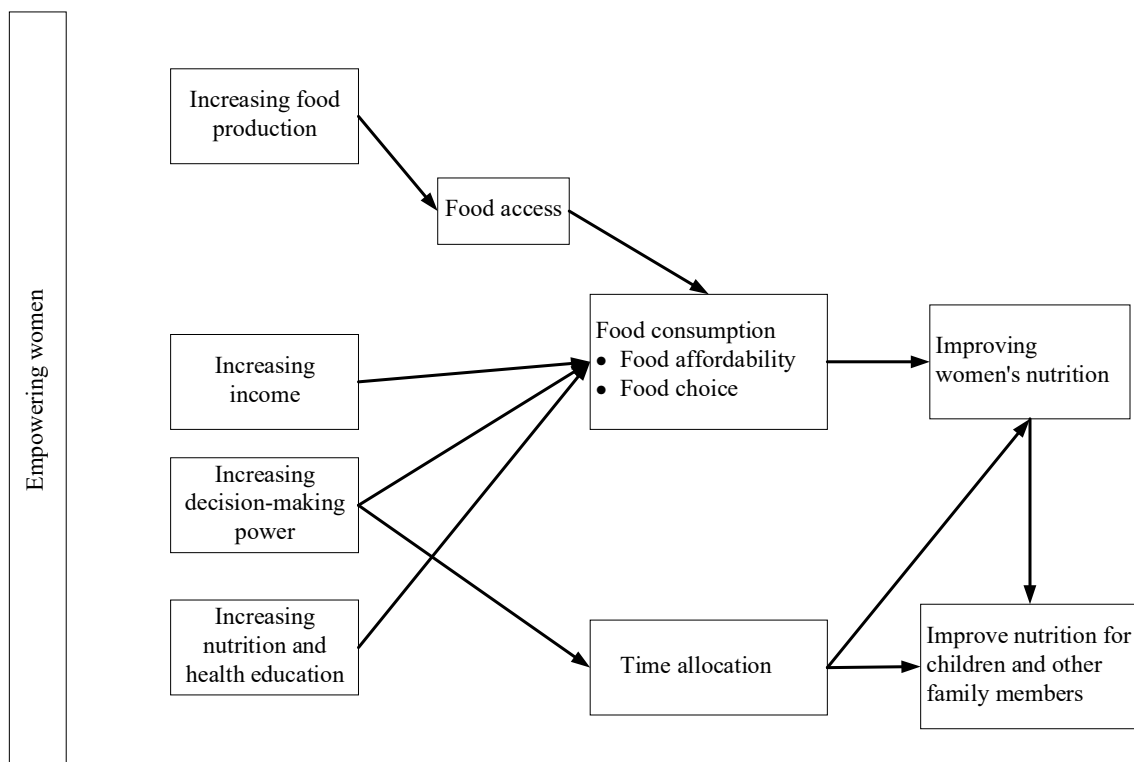 Empowering women
Increasing food
production
Food access
Food consumption
● Food affordability
● Food choice
Increasing
income
Improving
women's nutrition
Increasing
decision-making
power
Increasing
nutrition and
health education
Time allocation
Improve nutrition for
children and other
family members